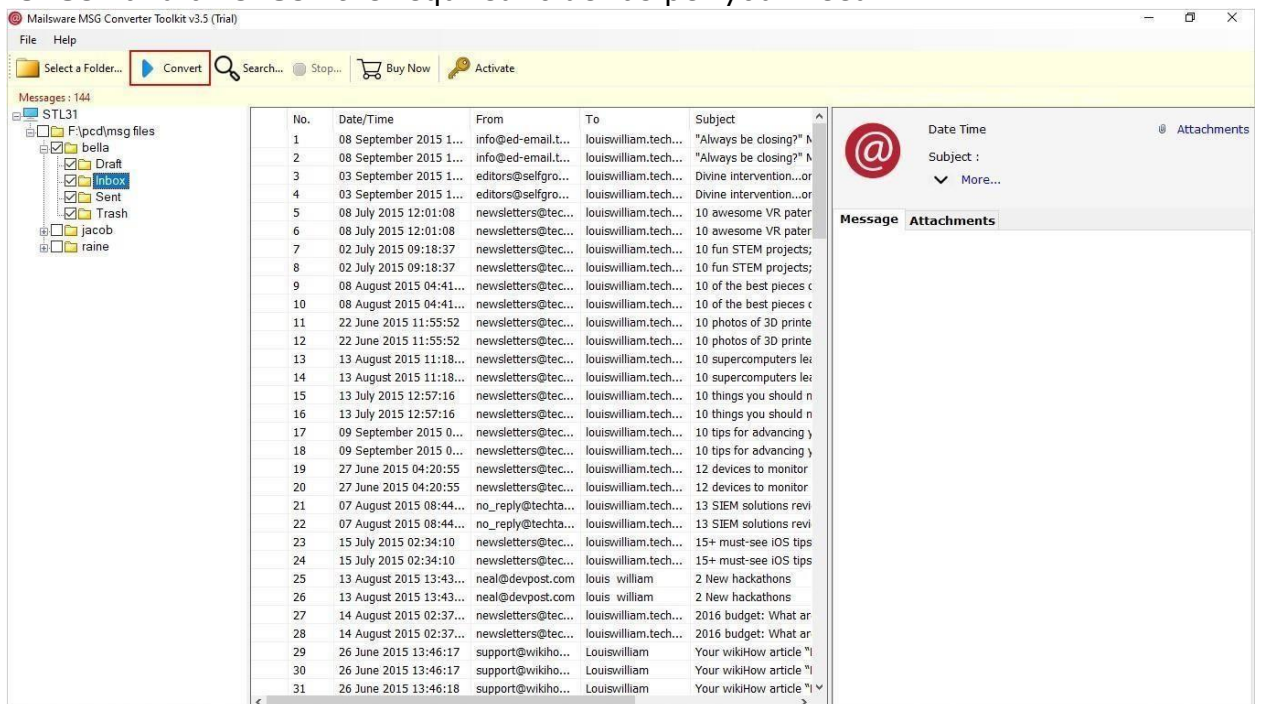 Mailsware MSG Converter Toolkit v3.5 (Trial)
File Help
Select a Folder... Convert Search... Stop... Buy Now Activate
Messages : 144
STL31
F:\pcd\msg files
bella
Draft
Inbox
Sent
Trash
jacob
raine
No. Date/Time From To Subject
1 08 September 2015 1... info@ed-email.t... louiswilliam.tech... "Always be closing?"
2 08 September 2015 1... info@ed-email.t... louiswilliam.tech... "Always be closing?"
3 03 September 2015 1... editors@selfgro... louiswilliam.tech... Divine intervention...or
4 03 September 2015 1... editors@selfgro... louiswilliam.tech... Divine intervention...or
5 08 July 2015 12:01:08 newsletters@tec... louiswilliam.tech... 10 awesome VR pater
6 08 July 2015 12:01:08 newsletters@tec... louiswilliam.tech... 10 awesome VR pater
7 02 July 2015 09:18:37 newsletters@tec... louiswilliam.tech... 10 fun STEM projects;
8 02 July 2015 09:18:37 newsletters@tec... louiswilliam.tech... 10 fun STEM projects;
9 08 August 2015 04:41... newsletters@tec... louiswilliam.tech... 10 of the best pieces
10 08 August 2015 04:41... newsletters@tec... louiswilliam.tech... 10 of the best pieces
11 22 June 2015 11:55:52 newsletters@tec... louiswilliam.tech... 10 photos of 3D printe
12 22 June 2015 11:55:52 newsletters@tec... louiswilliam.tech... 10 photos of 3D printe
13 13 August 2015 11:18... newsletters@tec... louiswilliam.tech... 10 supercomputers lea
14 13 August 2015 11:18... newsletters@tec... louiswilliam.tech... 10 supercomputers lea
15 13 July 2015 12:57:16 newsletters@tec... louiswilliam.tech... 10 things you should n
16 13 July 2015 12:57:16 newsletters@tec... louiswilliam.tech... 10 things you should n
17 09 September 2015 0... newsletters@tec... louiswilliam.tech... 10 tips for advancing y
18 09 September 2015 0... newsletters@tec... louiswilliam.tech... 10 tips for advancing y
19 27 June 2015 04:20:55 newsletters@tec... louiswilliam.tech... 12 devices to monitor
20 27 June 2015 04:20:55 newsletters@tec... louiswilliam.tech... 12 devices to monitor
21 07 August 2015 08:44... no_reply@techta... louiswilliam.tech... 13 SIEM solutions revi
22 07 August 2015 08:44... no_reply@techta... louiswilliam.tech... 13 SIEM solutions revi
23 15 July 2015 02:34:10 newsletters@tec... louiswilliam.tech... 15+ must-see iOS tips
24 15 July 2015 02:34:10 newsletters@tec... louiswilliam.tech... 15+ must-see iOS tips
25 13 August 2015 13:43... neal@devpost.com louis william 2 New hackathons
26 13 August 2015 13:43... neal@devpost.com louis william 2 New hackathons
27 14 August 2015 02:37... newsletters@tec... louiswilliam.tech... 2016 budget: What ar
28 14 August 2015 02:37... newsletters@tec... louiswilliam.tech... 2016 budget: What ar
29 26 June 2015 13:46:17 support@wikiho... Louiswilliam Your wikiHow article "
30 26 June 2015 13:46:17 support@wikiho... Louiswilliam Your wikiHow article "
31 26 June 2015 13:46:18 support@wikiho... Louiswilliam Your wikiHow article "
Date Time Attachments
Subject :
More...
Message Attachments